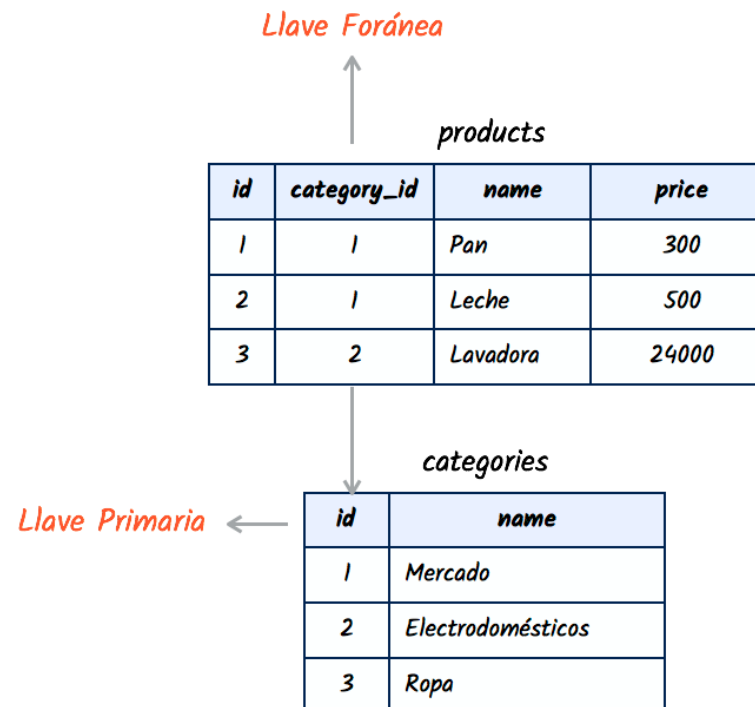 Llave Foránea
products
id category_id name price
1 1 Pan 300
2 1 Leche 500
3 2 Lavadora 24000
categories
Llave Primaria
id name
1 Mercado
2 Electrodomésticos
3 Ropa